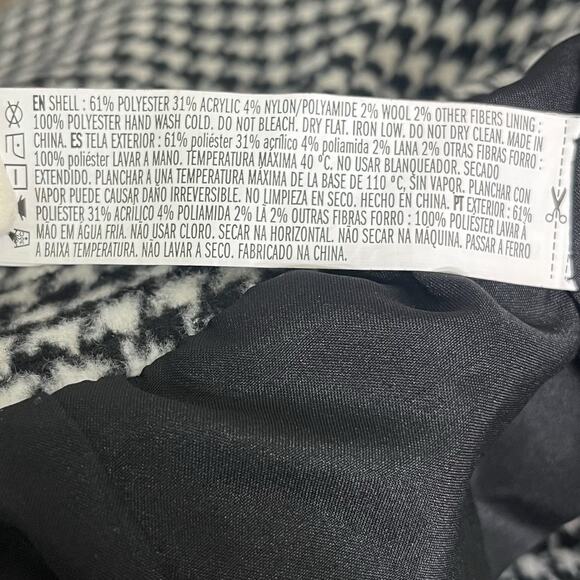 EN SHELL : 61% POLYESTER 31% ACRYLIC 4% NYLON/POLYAMIDE 2% WOOL 2% OTHER FIBERS LINING :
100% POLYESTER HAND WASH COLD. DO NOT BLEACH. DRY FLAT. IRON LOW. DO NOT DRY CLEAN. MADE IN
CHINA. ES TELA EXTERIOR : 61% poliéster 31% acrílico 4% poliamida 2% LANA 2% OTRAS FIBRAS FORRO :
100% poliéster LAVAR A MANO. TEMPERATURA MÁXIMA 40 °C. NO USAR BLANQUEADOR. SECADO
EXTENDIDO. PLANCHAR A UNA TEMPERATURA MÁXIMA DE LA BASE DE 110 °C, SIN VAPOR. PLANCHAR CON
VAPOR PUEDE CAUSAR DAÑO IRREVERSIBLE. NO LIMPIEZA EN SECO. HECHO EN CHINA. PT EXTERIOR : 61%
POLIÉSTER 31% ACRÍLICO 4% POLIAMIDA 2% LÃ 2% OUTRAS FIBRAS FORRO : 100% POLIÉSTER LAVAR À
MÃO EM ÁGUA FRIA. NÃO USAR CLORO. SECAR NA HORIZONTAL. NÃO SECAR NA MÁQUINA. PASSAR A FERRO
A BAIXA TEMPERATURA. NÃO LAVAR A SECO. FABRICADO NA CHINA.